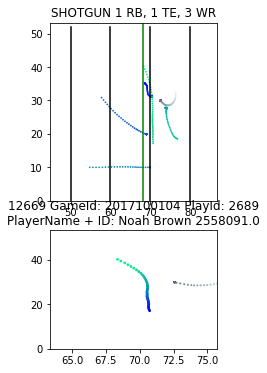 SHOTGUN 1 RB, 1 TE, 3 WR
50
40
30
20
10
0
50 60 70 80
12669 GameId: 2017100104 PlayId: 2689
PlayerName + ID: Noah Brown 2558091.0
40
20
0
65.0 67.5 70.0 72.5 75.0